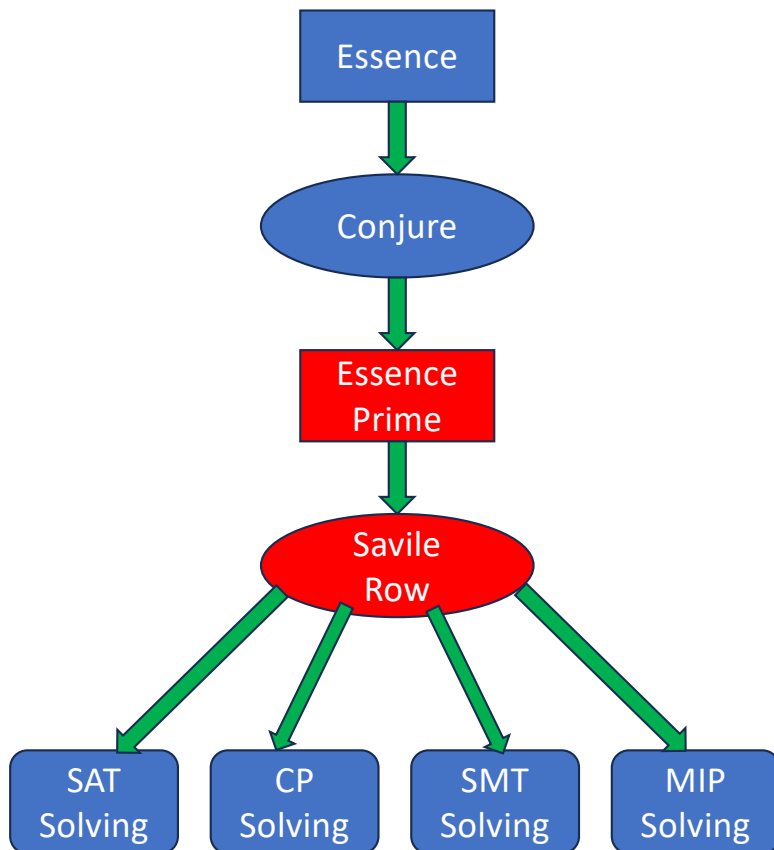 Essence
Conjure
Essence
Prime
Savile
Row
SAT
Solving
CP
Solving
SMT
Solving
MIP
Solving